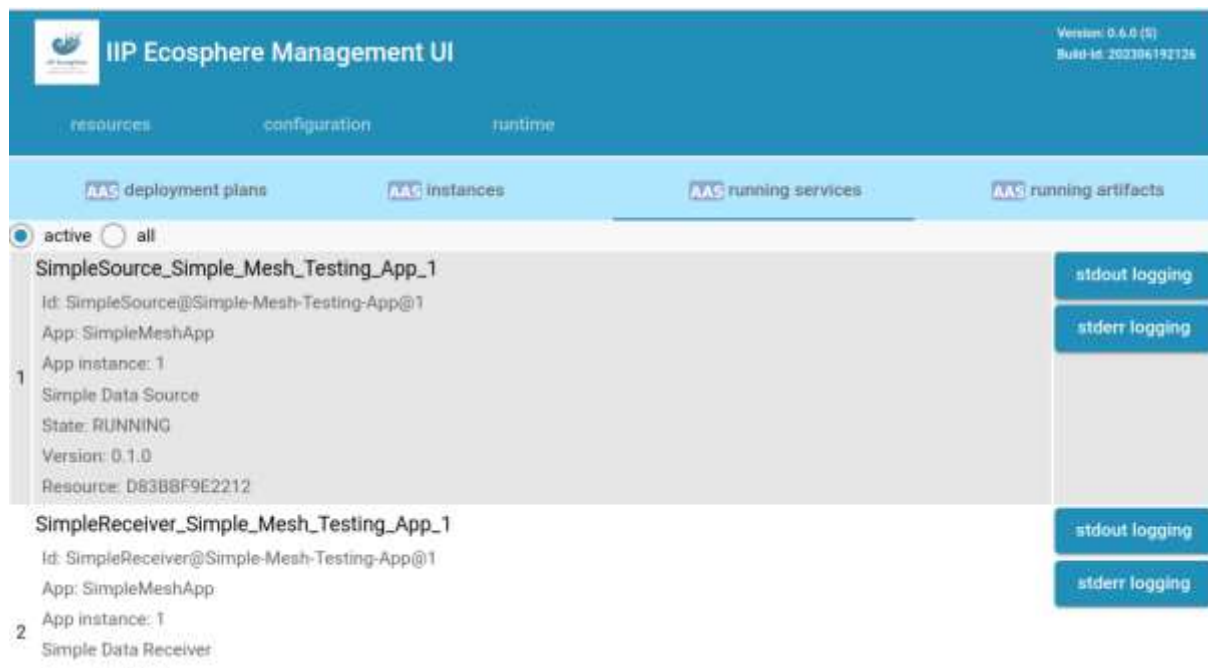 IIP Ecosphere Management UI
Version: 0.6.0 (S)
Build-Id: 202306192126
resources configuration runtime
AAS deployment plans AAS instances AAS running services AAS running artifacts
active all
SimpleSource_Simple_Mesh_Testing_App_1
stdout logging
Id: SimpleSource@Simple-Mesh-Testing-App@1
stderr logging
App: SimpleMeshApp
App instance: 1
1
Simple Data Source
State: RUNNING
Version: 0.1.0
Resource: D83BBF9E2212
SimpleReceiver_Simple_Mesh_Testing_App_1
stdout logging
Id: SimpleReceiver@Simple-Mesh-Testing-App@1
stderr logging
App: SimpleMeshApp
App instance: 1
2
Simple Data Receiver